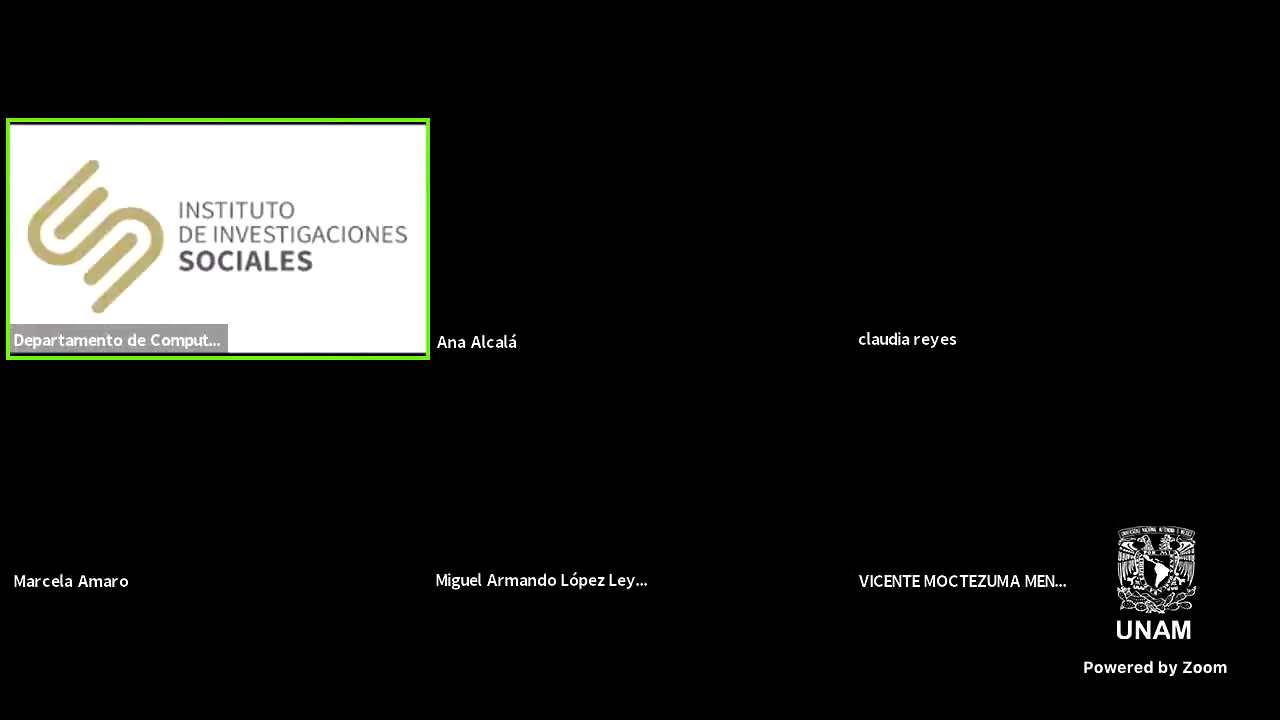 INSTITUTO
DE INVESTIGACIONES
SOCIALES
Departamento de Comput...
Ana Alcalá
claudia reyes
Marcela Amaro
Miguel Armando López Ley...
VICENTE MOCTEZUMA MEN...
UNAM
Powered by Zoom